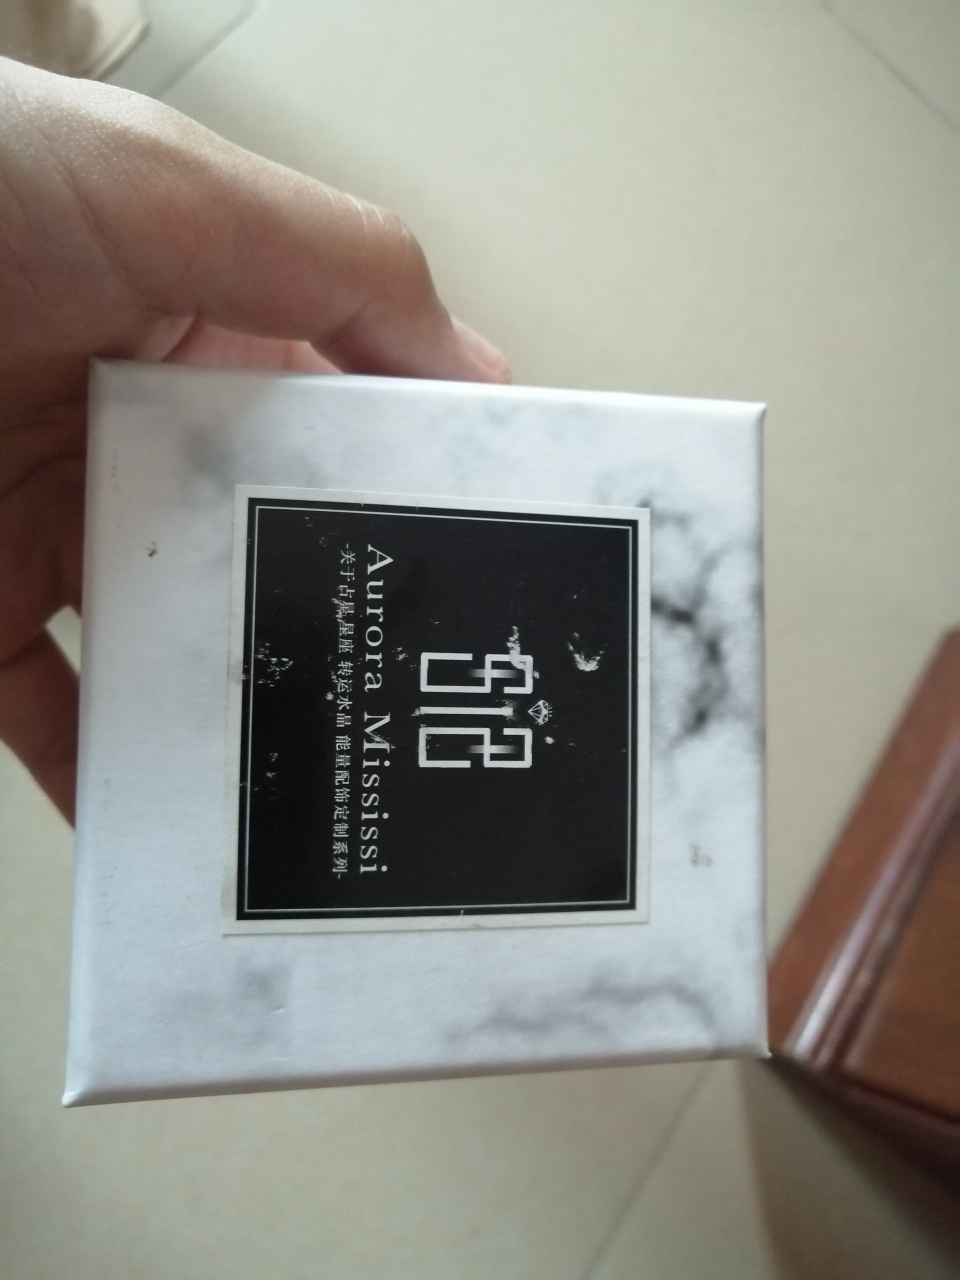 Aurora Missississi
-关于占星星座 转运水晶 能量配饰定制系列-